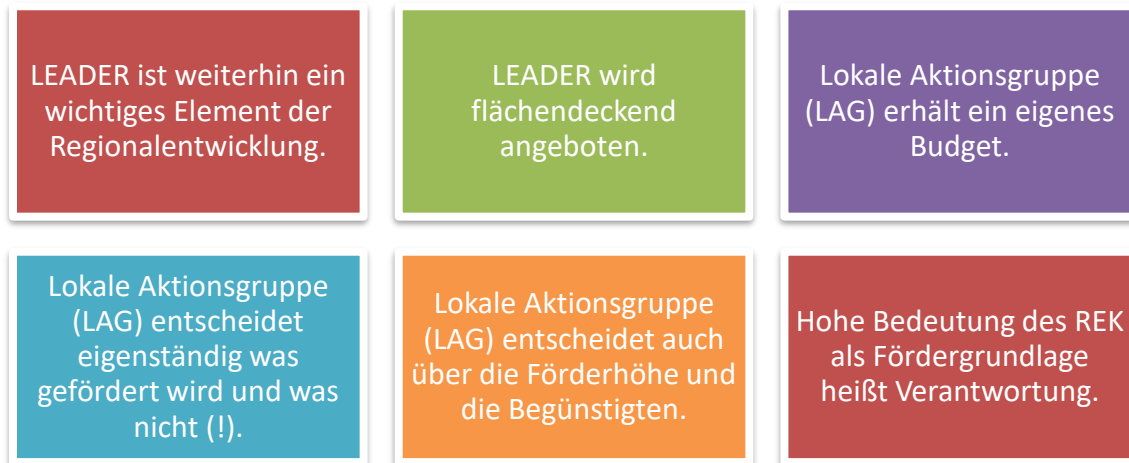 LEADER ist weiterhin ein
wichtiges Element der
Regionalentwicklung.
LEADER wird
flächendeckend
angeboten.
Lokale Aktionsgruppe
(LAG) erhält ein eigenes
Budget.
Lokale Aktionsgruppe
(LAG) entscheidet
eigenständig was
gefördert wird und was
nicht (!).
Lokale Aktionsgruppe
(LAG) entscheidet auch
über die Förderhöhe und
die Begünstigten.
Hohe Bedeutung des REK
als Fördergrundlage
heißt Verantwortung.